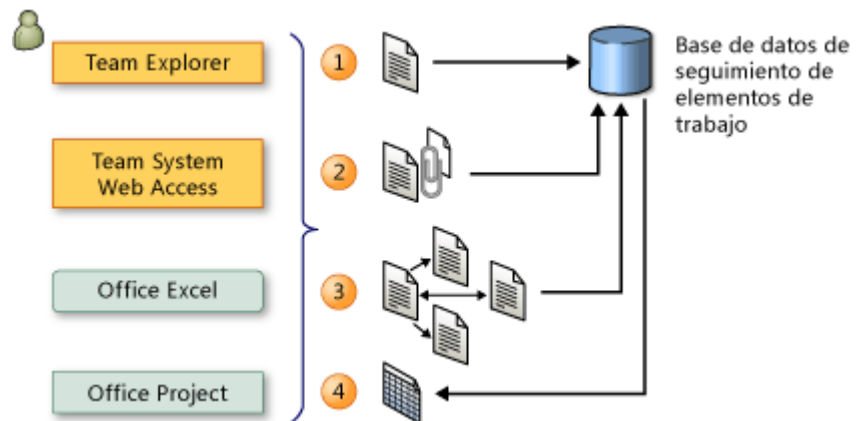 Team Explorer
1
Base de datos de
seguimiento de
elementos de
trabajo
Team System
Web Access
2
Office Excel
3
Office Project
4